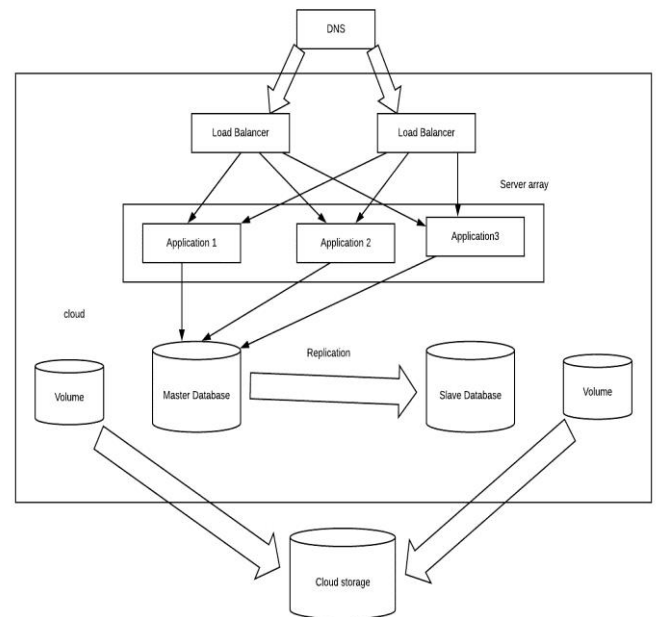 DNS
Load Balancer
Load Balancer
Server array
Application 1
Application 2
Application3
cloud
Replication
Volume
Master Database
Slave Database
Volume
Cloud storage